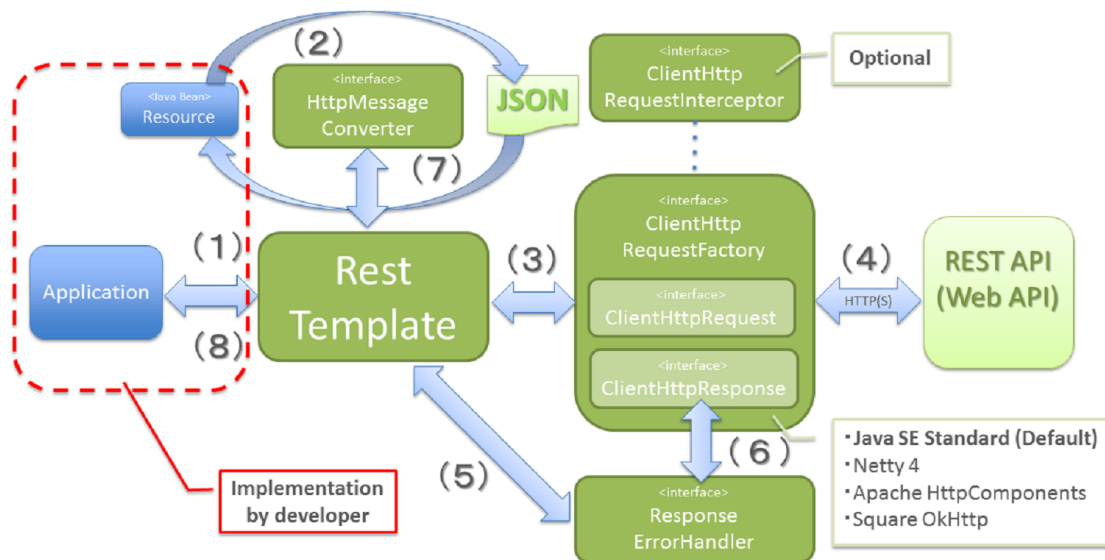 (2)
<interface>
HttpMessage
Converter
<Java Bean>
Resource
JSON
(7)
<interface>
ClientHttp
RequestInterceptor
Optional
Application
(1)
(8)
Rest
Template
(3)
<interface>
ClientHttp
RequestFactory
<interface>
ClientHttpRequest
<interface>
ClientHttpResponse
(4)
HTTP(S)
REST API
(Web API)
(5)
(6)
<interface>
Response
ErrorHandler
Implementation
by developer
・Java SE Standard (Default)
・Netty 4
・Apache HttpComponents
・Square OkHttp